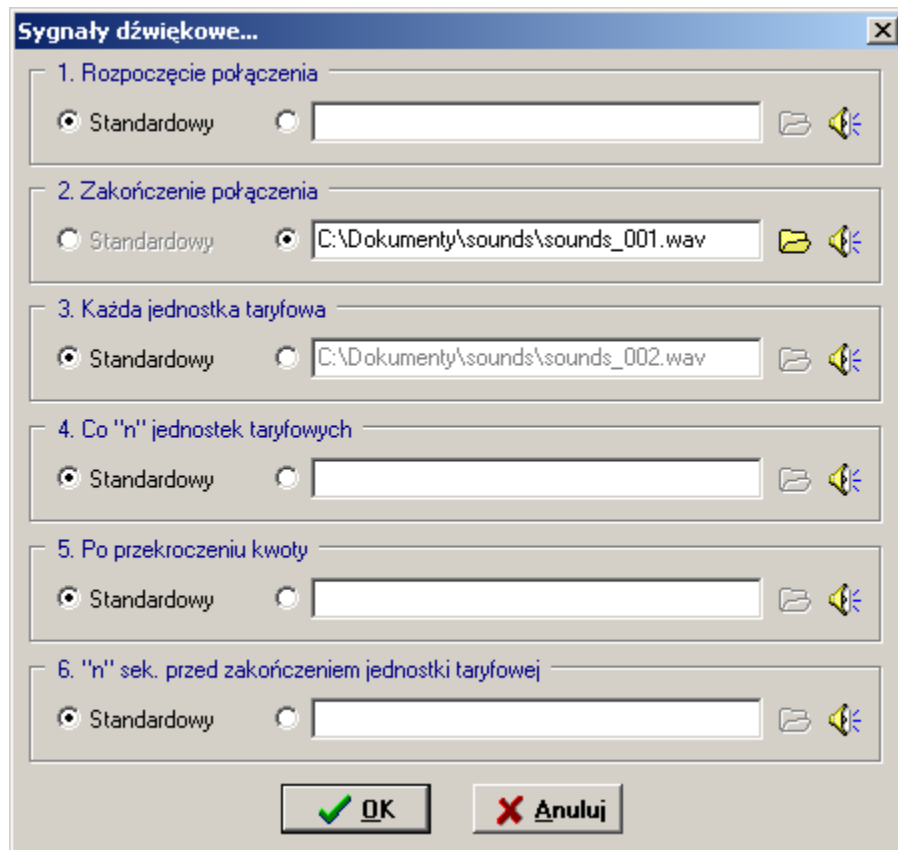 Sygnały dźwiękowe...
1. Rozpoczęcie połączenia
Standardowy
2. Zakończenie połączenia
Standardowy C:\Dokumenty\sounds\sounds_001.wav
3. Każda jednostka taryfowa
Standardowy C:\Dokumenty\sounds\sounds_002.wav
4. Co "n" jednostek taryfowych
Standardowy
5. Po przekroczeniu kwoty
Standardowy
6. "n" sek. przed zakończeniem jednostki taryfowej
Standardowy
OK Anuluj